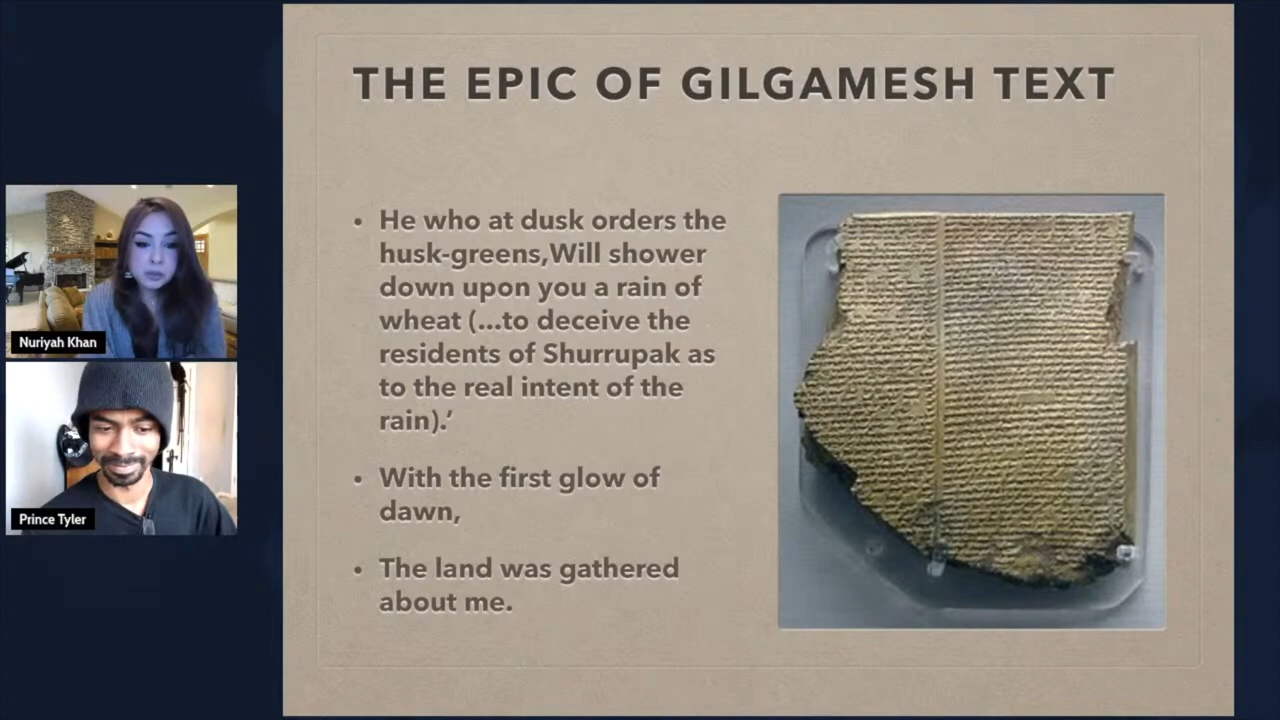 THE EPIC OF GILGAMESH TEXT
• He who at dusk orders the
husk-greens,Will shower
down upon you a rain of
wheat (...to deceive the
residents of Shurrupak as
to the real intent of the
rain).’
• With the first glow of
dawn,
• The land was gathered
about me.
Nuriyah Khan
Prince Tyler